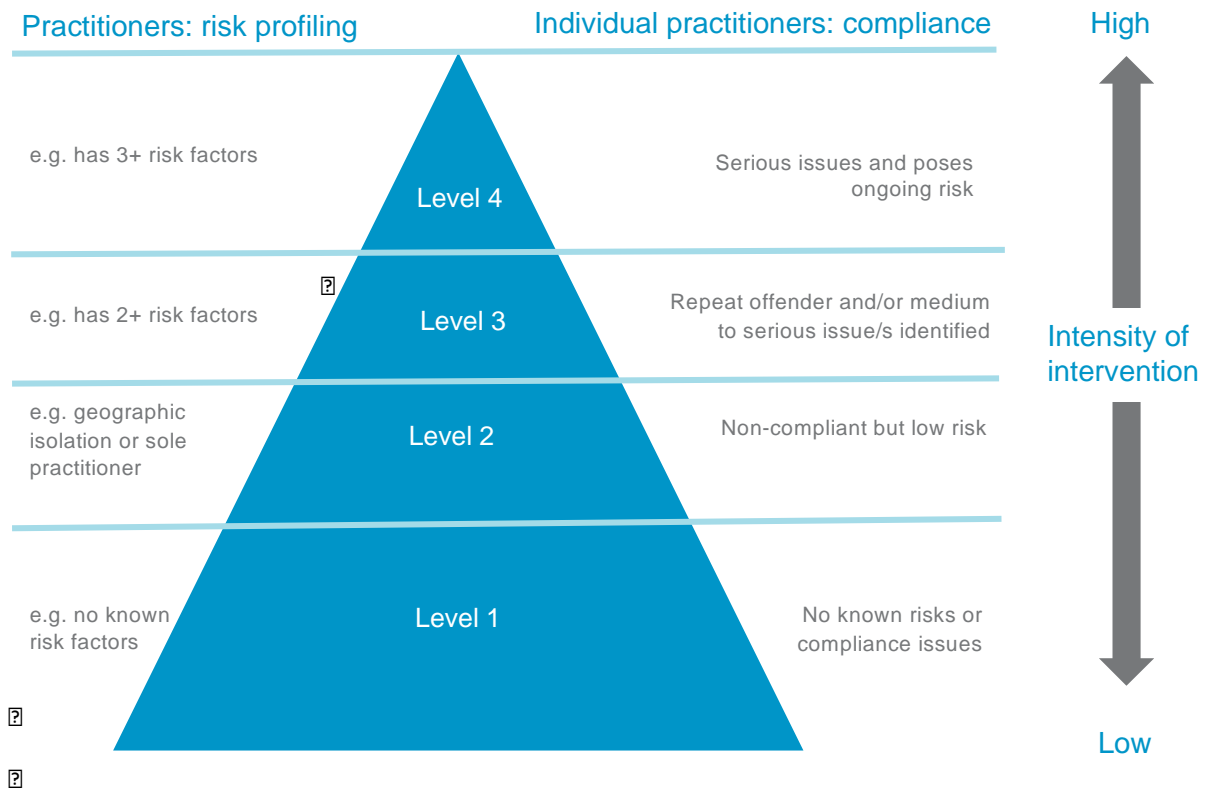 Practitioners: risk profiling
Individual practitioners: compliance
High
e.g. has 3+ risk factors
Level 4
Serious issues and poses
ongoing risk
e.g. has 2+ risk factors
Level 3
Repeat offender and/or medium
to serious issue/s identified
Intensity of
intervention
e.g. geographic
isolation or sole
practitioner
Level 2
Non-compliant but low risk
e.g. no known
risk factors
Level 1
No known risks or
compliance issues
Low